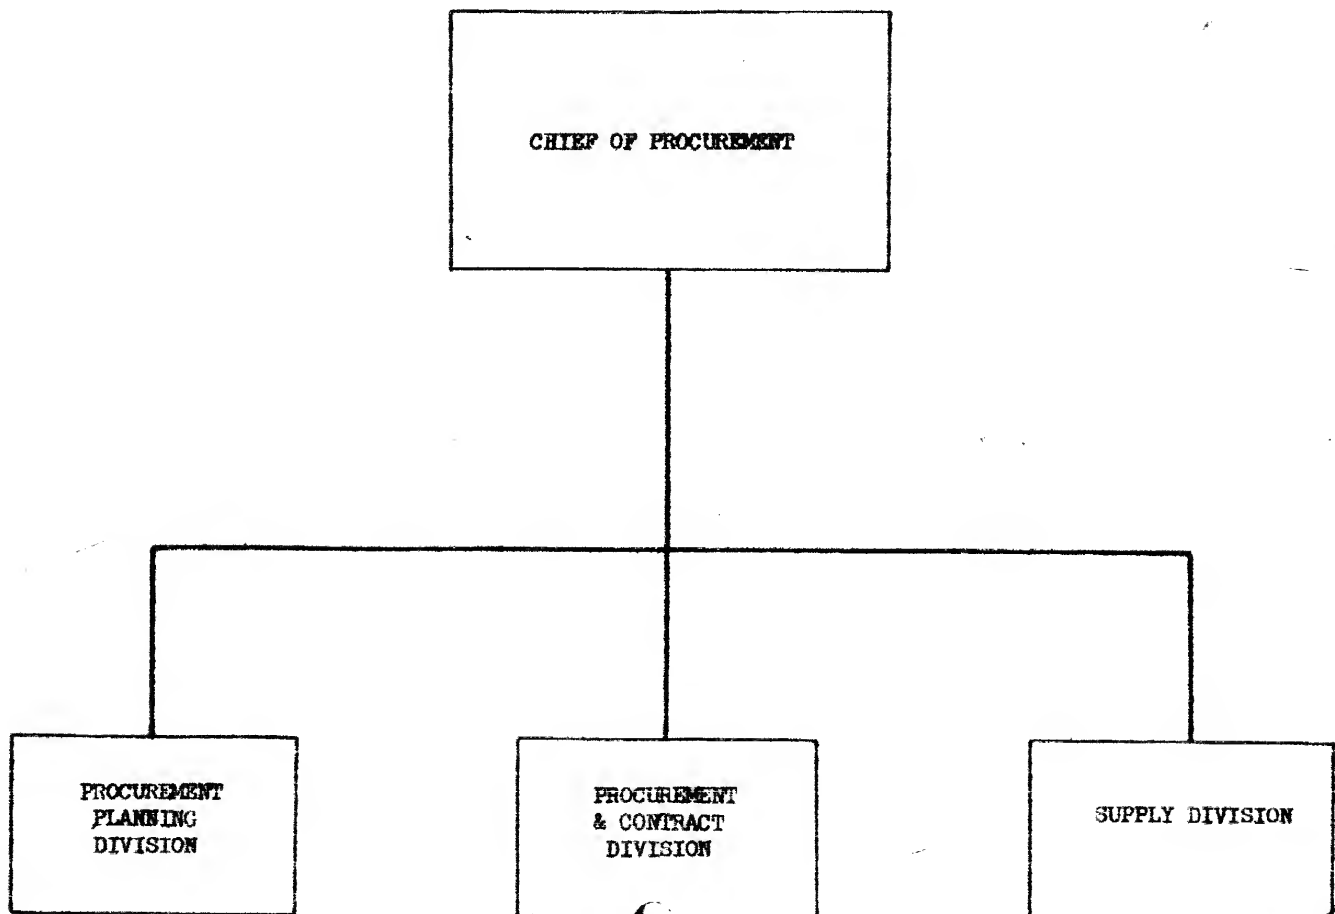 CHIEF OF PROCUREMENT
PROCUREMENT
PLANNING
DIVISION
PROCUREMENT
& CONTRACT
DIVISION
SUPPLY DIVISION